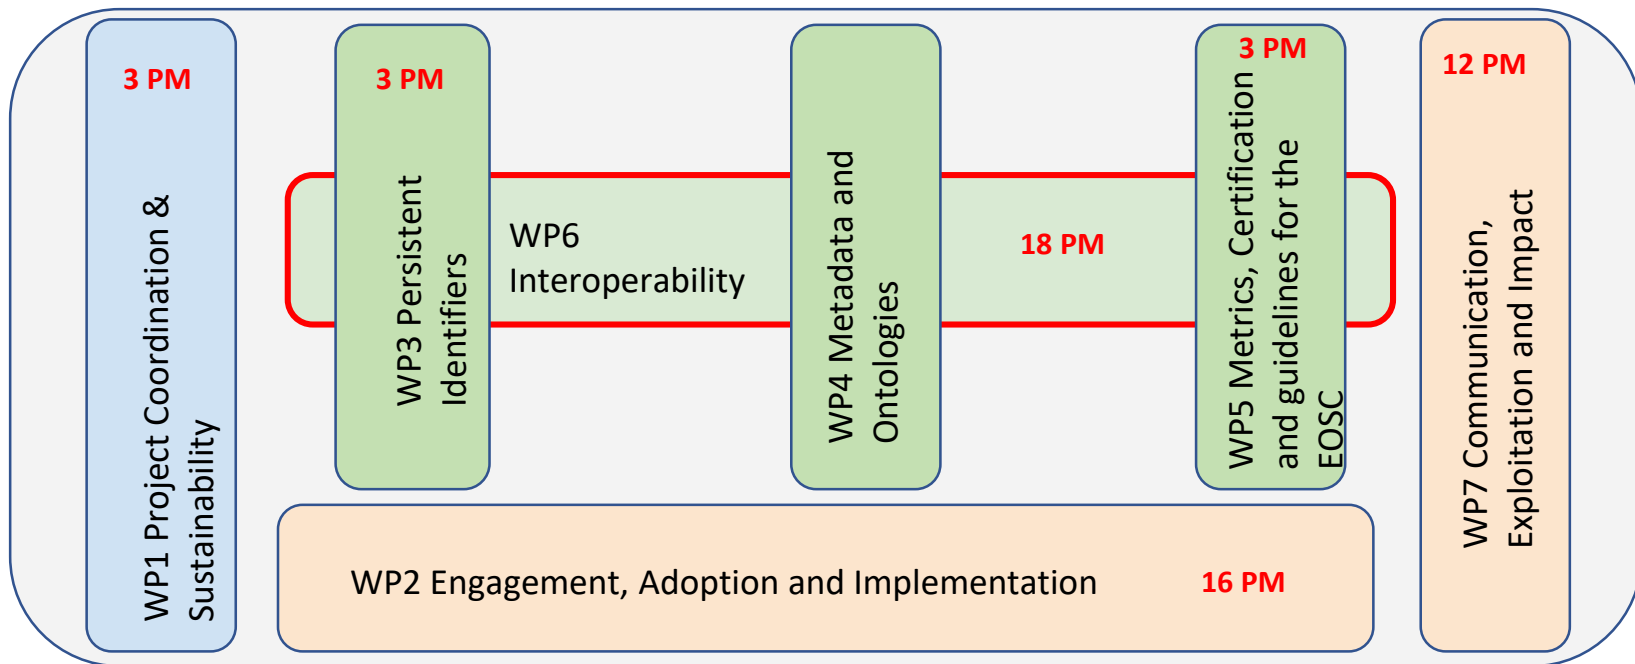 3 PM
WP1 Project Coordination &
Sustainability
3 PM
WP3 Persistent
Identifiers
WP6
Interoperability
WP4 Metadata and
Ontologies
18 PM
3 PM
WP5 Metrics, Certification
and guidelines for the
EOSC
12 PM
WP7 Communication,
Exploitation and Impact
WP2 Engagement, Adoption and Implementation
16 PM